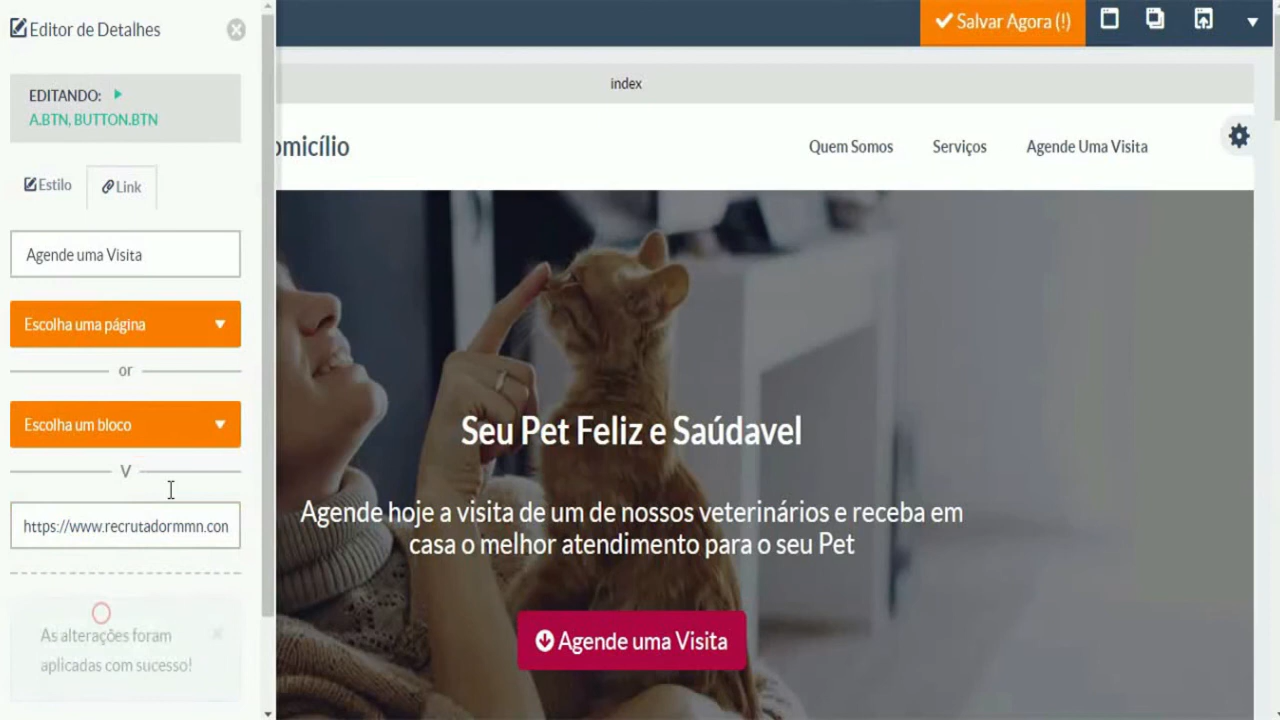 Editor de Detalhes
EDITANDO:
A.BTN, BUTTON.BTN
Estilo
Link
Agende uma Visita
Escolha uma página
or
Escolha um bloco
V
https://www.recrutadormmn.con
As alterações foram
aplicadas com sucesso!
Salvar Agora (!)
index
omicílio
Quem Somos
Serviços
Agende Uma Visita
Seu Pet Feliz e Saúdavel
Agende hoje a visita de um de nossos veterinários e receba em
casa o melhor atendimento para o seu Pet
Agende uma Visita